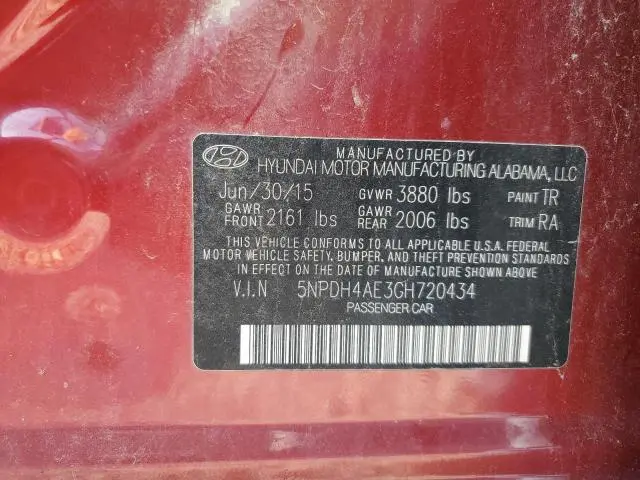 MANUFACTURED BY
HYUNDAI MOTOR MANUFACTURING ALABAMA, LLC
Jun/30/15 GVWR 3880 lbs PAINT TR
GAWR FRONT 2161 lbs GAWR REAR 2006 lbs TRIM RA
THIS VEHICLE CONFORMS TO ALL APPLICABLE U.S.A. FEDERAL
MOTOR VEHICLE SAFETY, BUMPER, AND THEFT PREVENTION STANDARDS
IN EFFECT ON THE DATE OF MANUFACTURE SHOWN ABOVE.
V.I.N 5NPDH4AE3GH720434
PASSENGER CAR